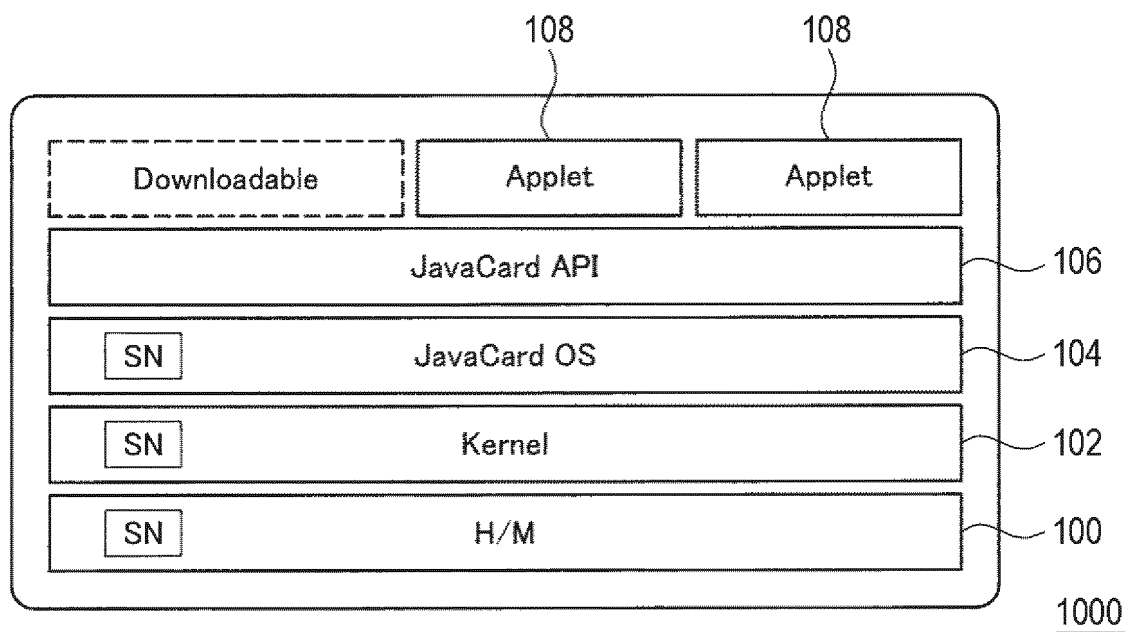 108 108
Downloadable Applet Applet
JavaCard API 106
SN JavaCard OS 104
SN Kernel 102
SN H/M 100
1000